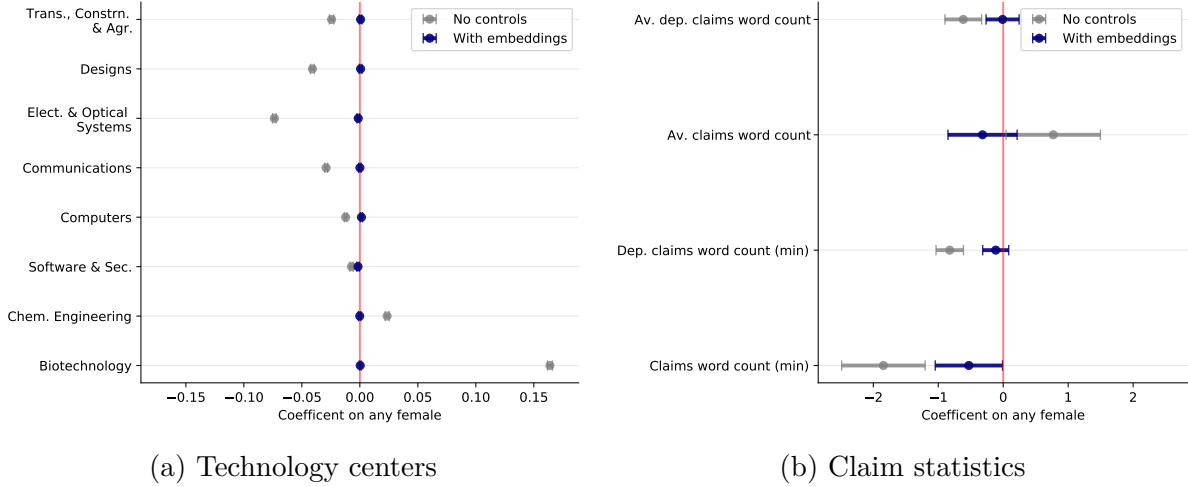 Trans., Constrn.
& Agr.
Designs
Elect. & Optical
Systems
Communications
Computers
Software & Sec.
Chem. Engineering
Biotechnology
No controls
With embeddings
−0.15
−0.10
−0.05
0.00
0.05
0.10
0.15
Coefficent on any female
(a) Technology centers
Av. dep. claims word count
Av. claims word count
Dep. claims word count (min)
Claims word count (min)
No controls
With embeddings
−2
−1
0
1
2
Coefficent on any female
(b) Claim statistics